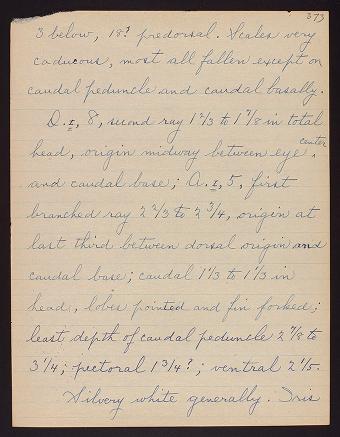 373
3 below, 18? predorsal. Scales very
caducous, most all fallen except on
caudal peduncle and caudal basally.
D. I, 8, second ray 1 2/3 to 1 7/8 in total
head, origin midway between eye center
and caudal base; A. I, 5, first
branched ray 2 2/3 to 2 3/4, origin at
last third between dorsal origin and
caudal base; caudal 1 1/3 to 1 1/3 in
head, lobes pointed and fin forked;
least depth of caudal peduncle 2 7/8 to
3 1/4; pectoral 1 3/4?; ventral 2 1/5.
Silvery white generally. Iris